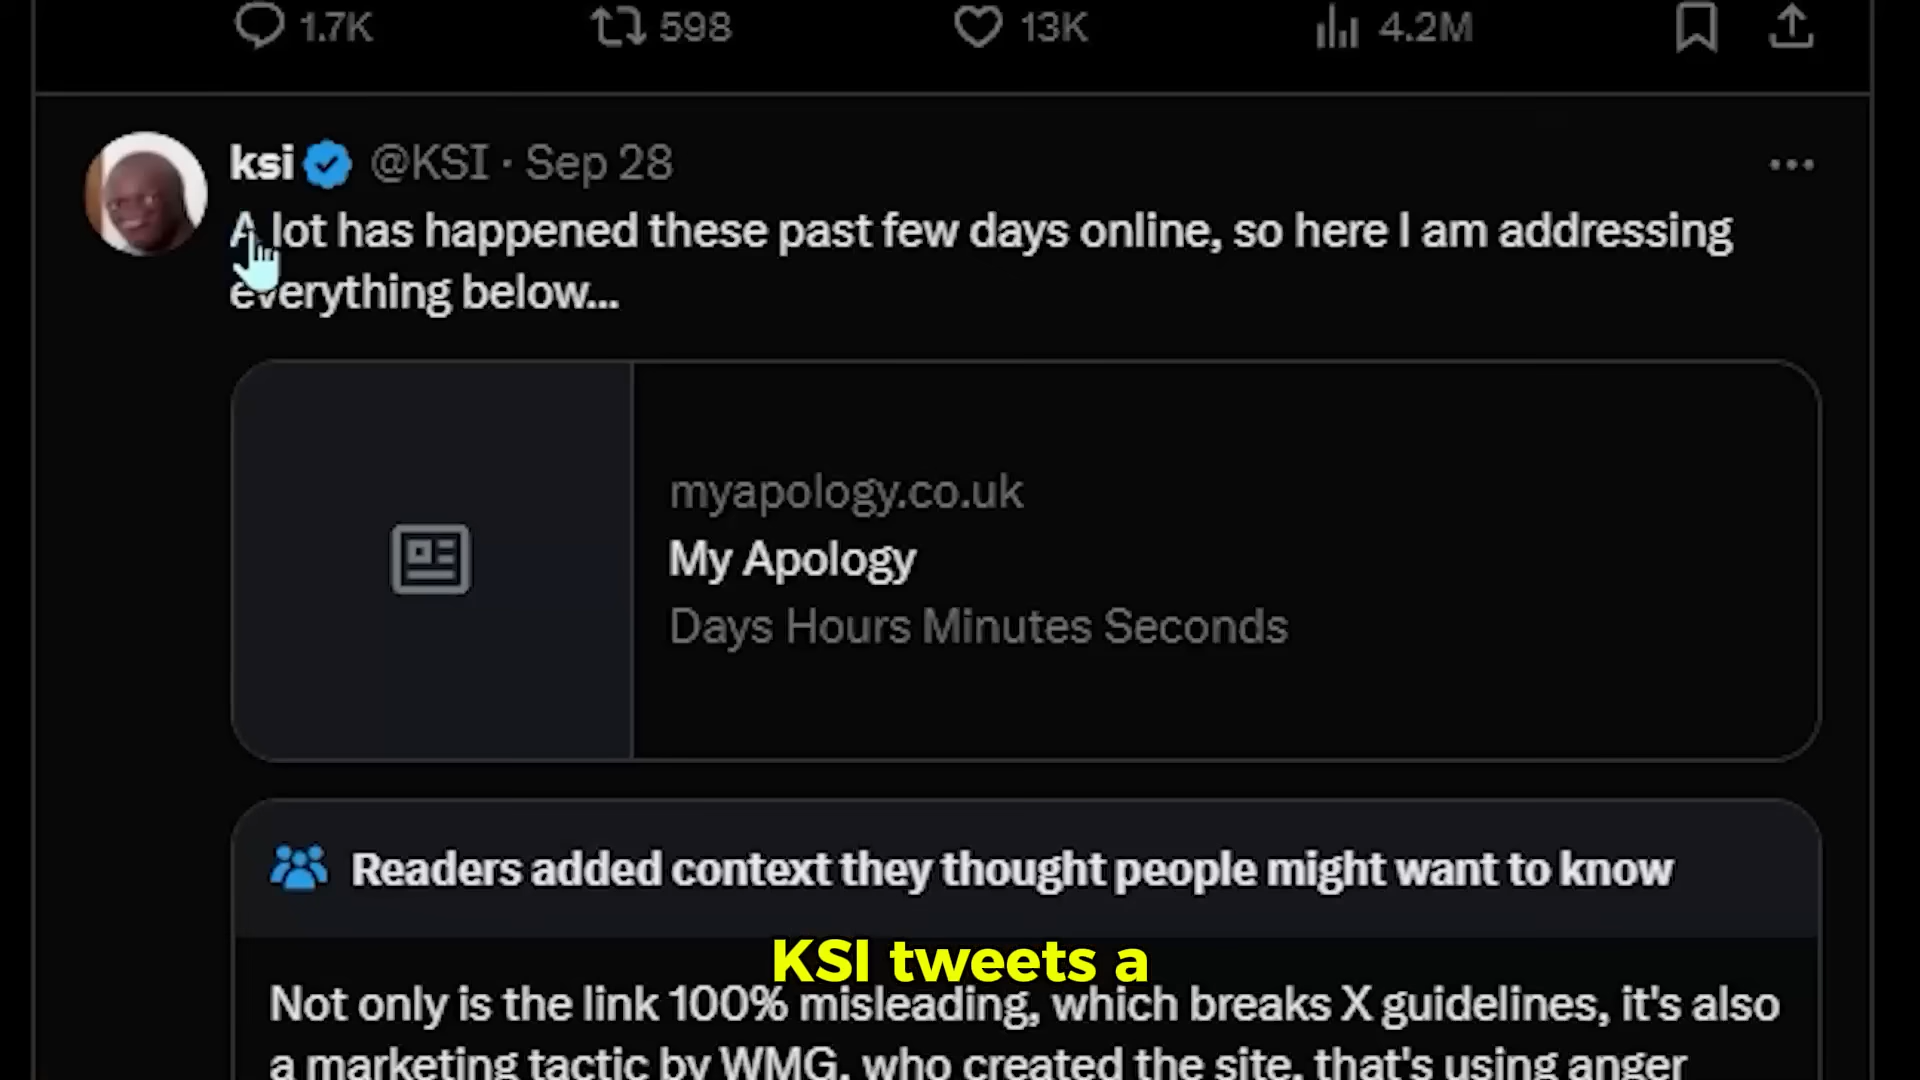 1.7K 598 13K 4.2M
ksi @KSI · Sep 28
A lot has happened these past few days online, so here I am addressing
everything below...
myapology.co.uk
My Apology
Days Hours Minutes Seconds
Readers added context they thought people might want to know
KSI tweets a
Not only is the link 100% misleading, which breaks X guidelines, it's also
a marketing tactic by WMG, who created the site, that's using anger